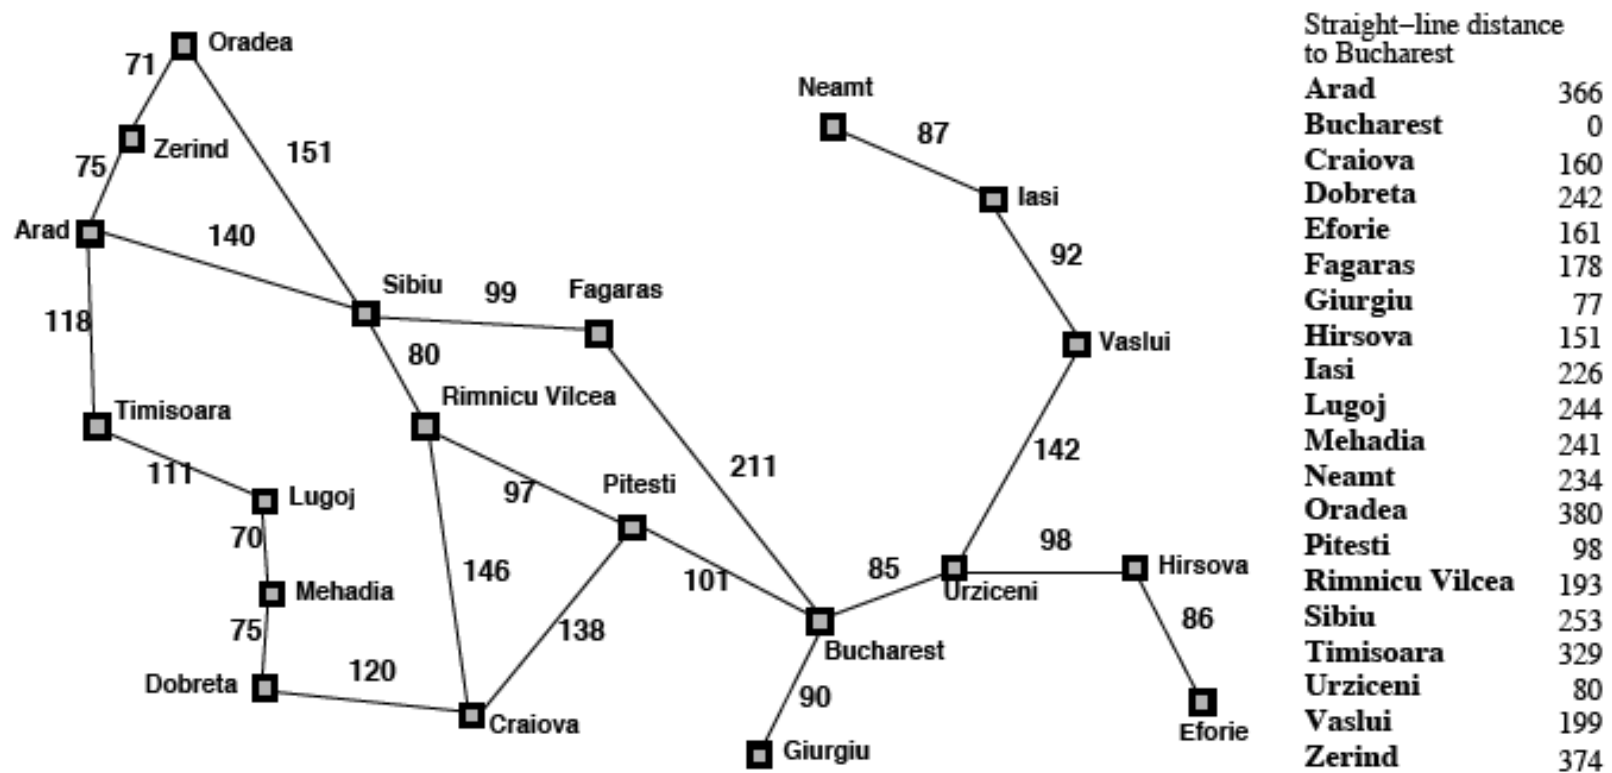 Oradea
71
Neamt
87
Zerind
151
75
Iasi
Arad
140
92
Sibiu
99
Fagaras
118
Vaslui
80
Rimnicu Vilcea
Timisoara
211
142
111
97
Pitesti
Lugoj
70
146
101
85
98
Hirsova
Urziceni
Mehadia
86
75
138
Bucharest
Dobreta
120
90
Craiova
Eforie
Giurgiu
Straight–line distance
to Bucharest
Arad 366
Bucharest 0
Craiova 160
Dobreta 242
Eforie 161
Fagaras 178
Giurgiu 77
Hirsova 151
Iasi 226
Lugoj 244
Mehadia 241
Neamt 234
Oradea 380
Pitesti 98
Rimnicu Vilcea 193
Sibiu 253
Timisoara 329
Urziceni 80
Vaslui 199
Zerind 374